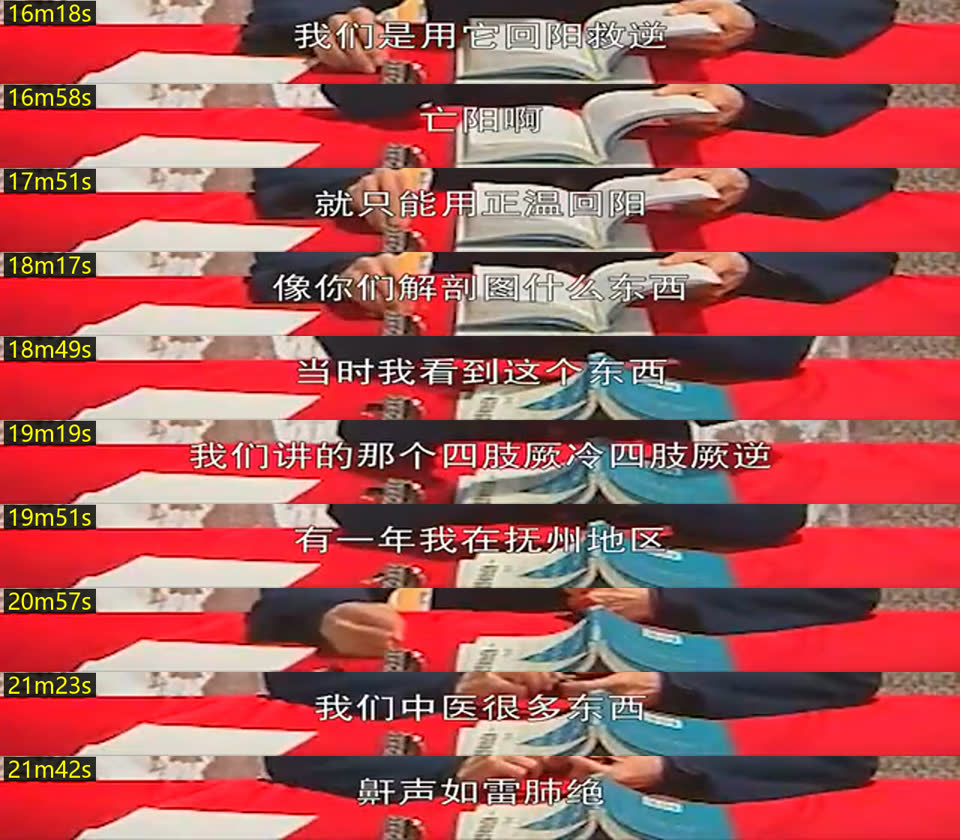 16m18s
我们是用它回阳救逆
16m58s
亡阳啊
17m51s
就只能用正温回阳
18m17s
像你们解剖图什么东西
18m49s
当时我看到这个东西
19m19s
我们讲的那个四肢厥冷四肢厥逆
19m51s
有一年我在抚州地区
20m57s
21m23s
我们中医很多东西
21m42s
鼾声如雷肺绝